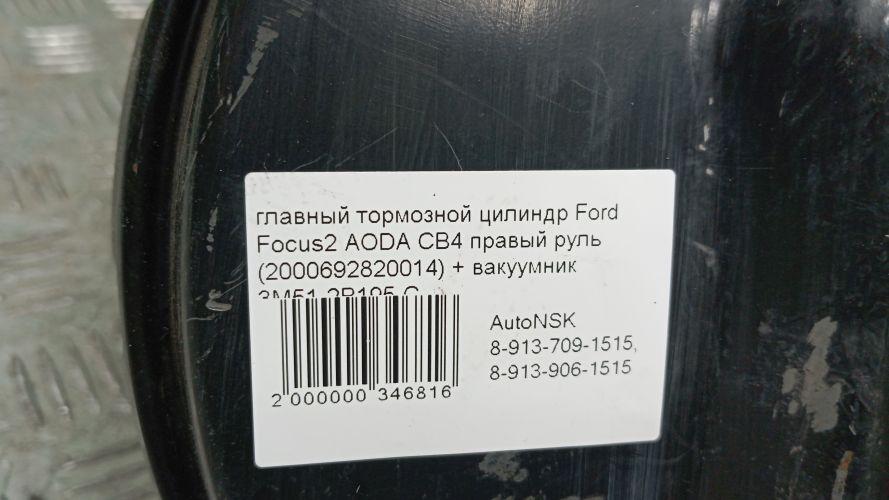 главный тормозной цилиндр Ford
Focus2 AODA CB4 правый руль
(2000692820014) + вакуумник
AutoNSK
8-913-709-1515,
8-913-906-1515
2 000000 346816